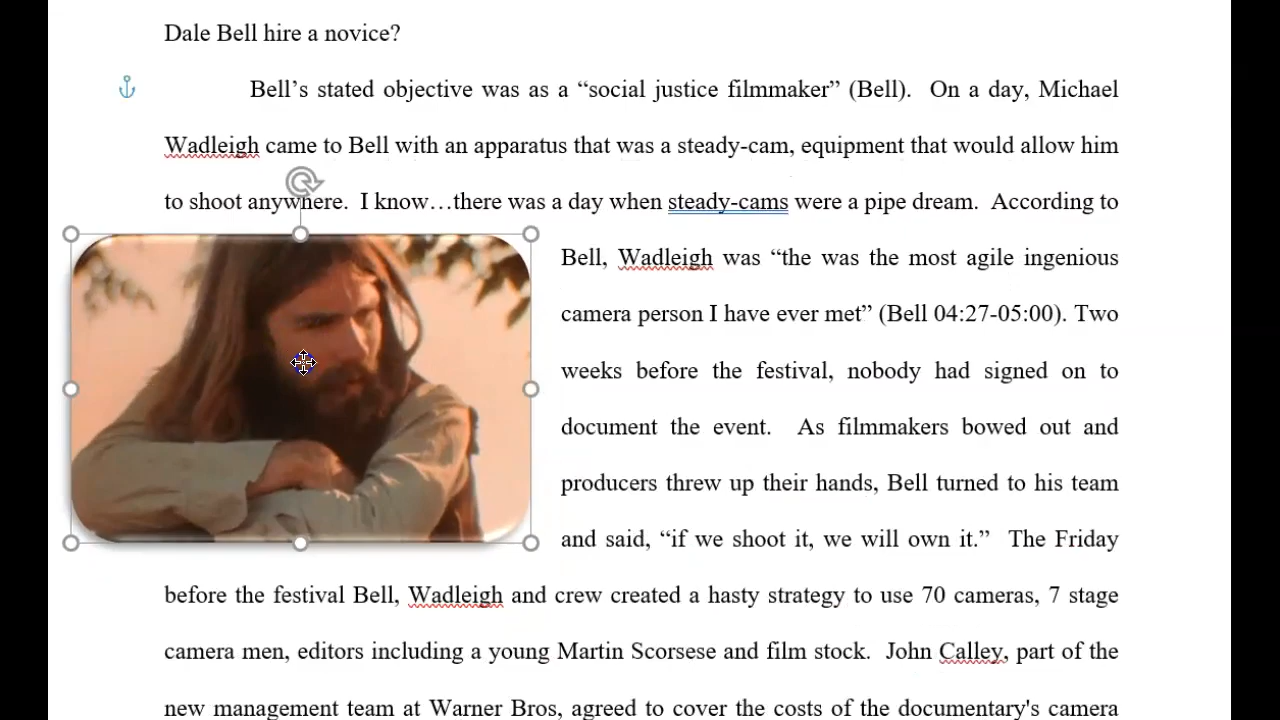 Dale Bell hire a novice?
Bell’s stated objective was as a “social justice filmmaker” (Bell).  On a day, Michael
Wadleigh came to Bell with an apparatus that was a steady-cam, equipment that would allow him
to shoot anywhere.  I know…there was a day when steady-cams were a pipe dream.  According to
Bell, Wadleigh was “the was the most agile ingenious
camera person I have ever met” (Bell 04:27-05:00). Two
weeks before the festival, nobody had signed on to
document the event.  As filmmakers bowed out and
producers threw up their hands, Bell turned to his team
and said, “if we shoot it, we will own it.”  The Friday
before the festival Bell, Wadleigh and crew created a hasty strategy to use 70 cameras, 7 stage
camera men, editors including a young Martin Scorsese and film stock.  John Calley, part of the
new management team at Warner Bros, agreed to cover the costs of the documentary's camera